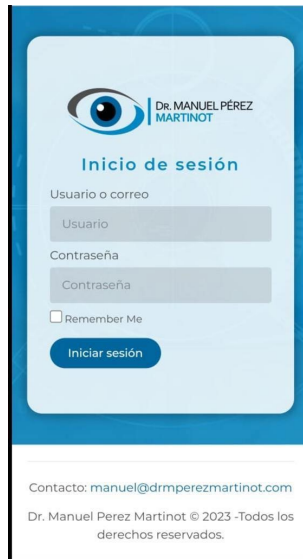 DR. MANUEL PÉREZ
MARTINOT
Inicio de sesión
Usuario o correo
Usuario
Contraseña
Contraseña
Remember Me
Iniciar sesión
Contacto: manuel@drmperezmartinot.com
Dr. Manuel Perez Martinot © 2023 -Todos los
derechos reservados.